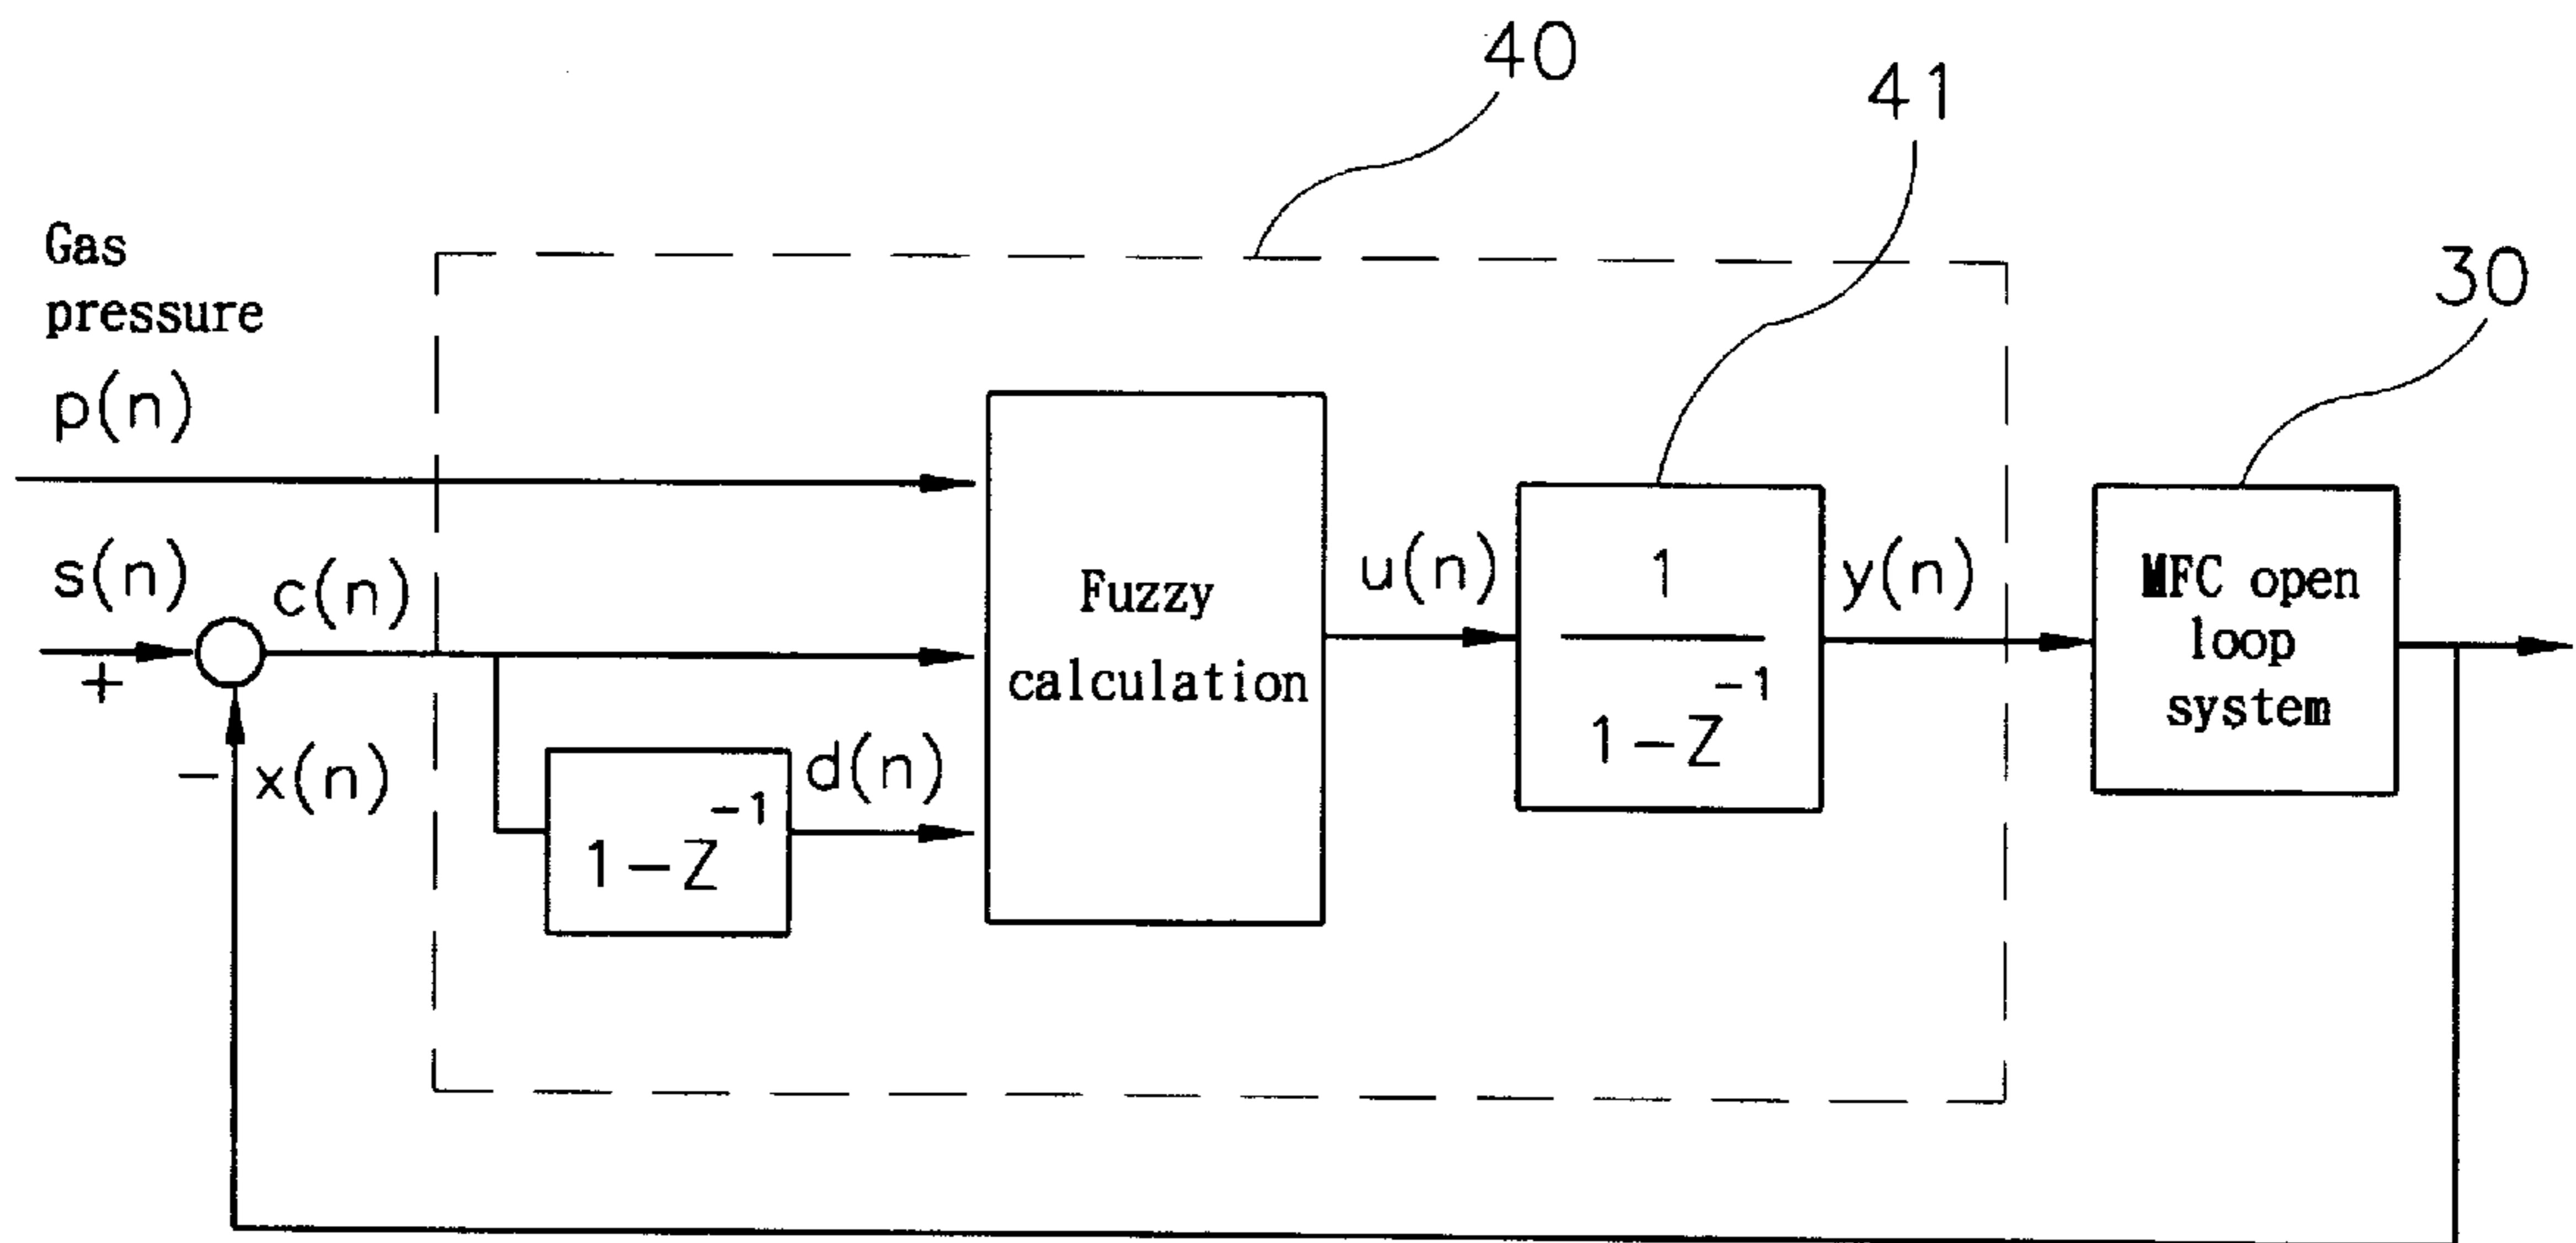 40
41
30
Gas
pressure
p(n)
s(n)
c(n)
+
-
x(n)
1-Z^-1
d(n)
Fuzzy
calculation
u(n)
1
1-Z^-1
y(n)
MFC open
loop
system